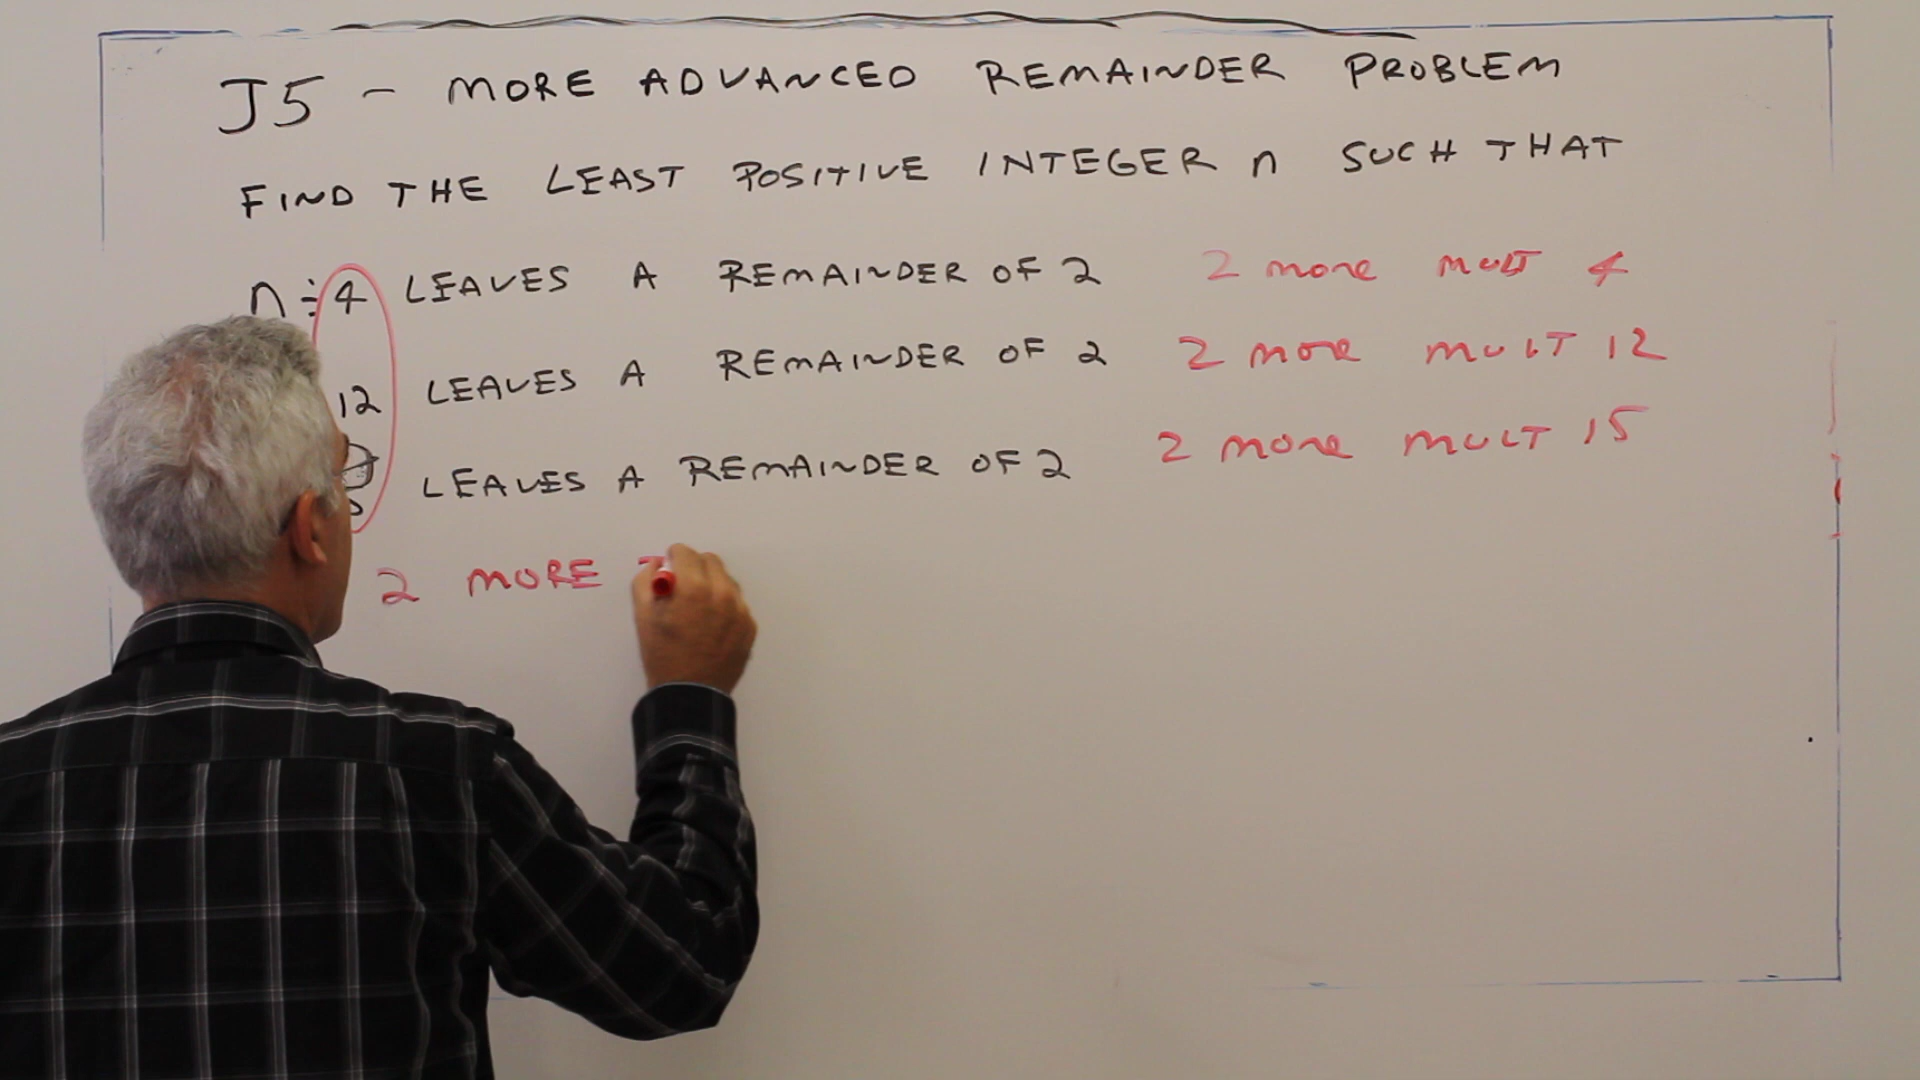 J5 - MORE ADVANCED REMAINDER PROBLEM
FIND THE LEAST POSITIVE INTEGER n SUCH THAT
n ÷ 4 LEAVES A REMAINDER OF 2 2 more mult 4
12 LEAVES A REMAINDER OF 2 2 more mult 12
LEAVES A REMAINDER OF 2 2 more mult 15
2 MORE